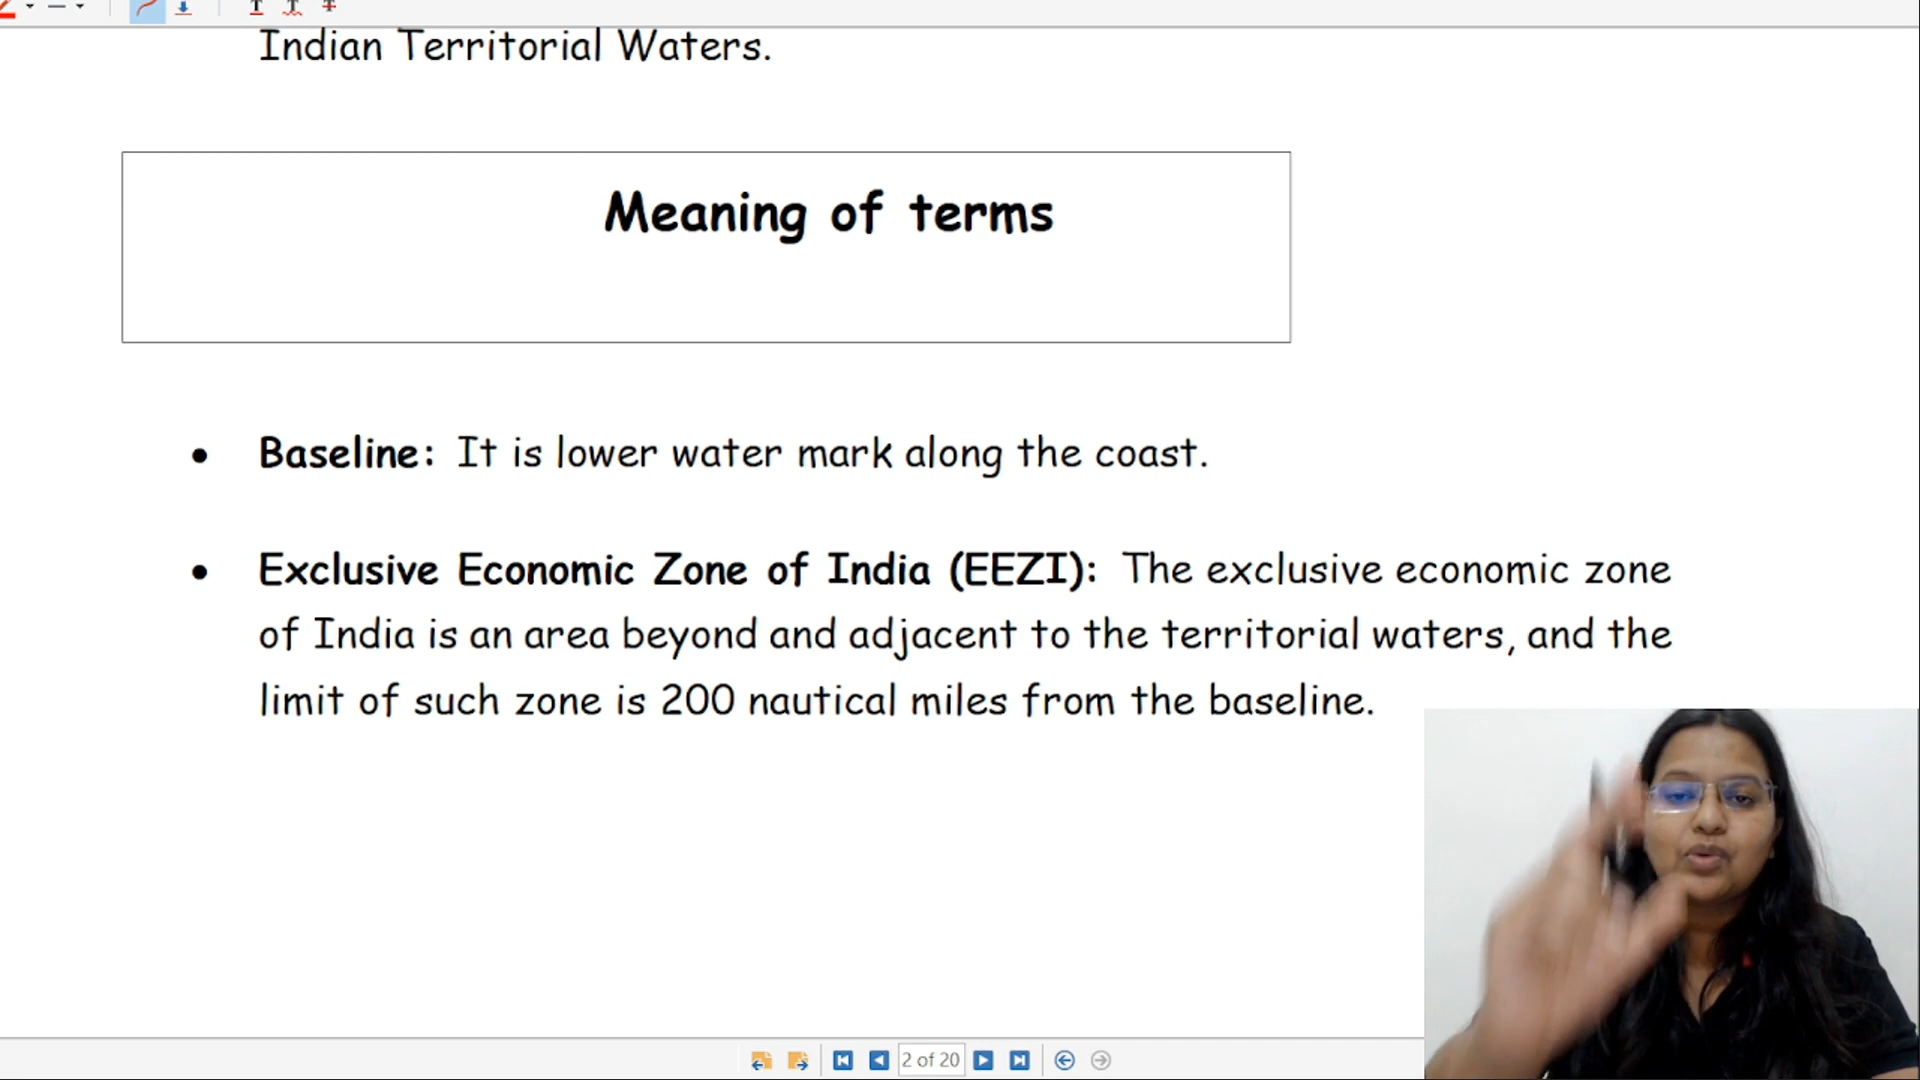 Indian Territorial Waters.
Meaning of terms
• Baseline: It is lower water mark along the coast.
• Exclusive Economic Zone of India (EEZI): The exclusive economic zone
of India is an area beyond and adjacent to the territorial waters, and the
limit of such zone is 200 nautical miles from the baseline.
2 of 20